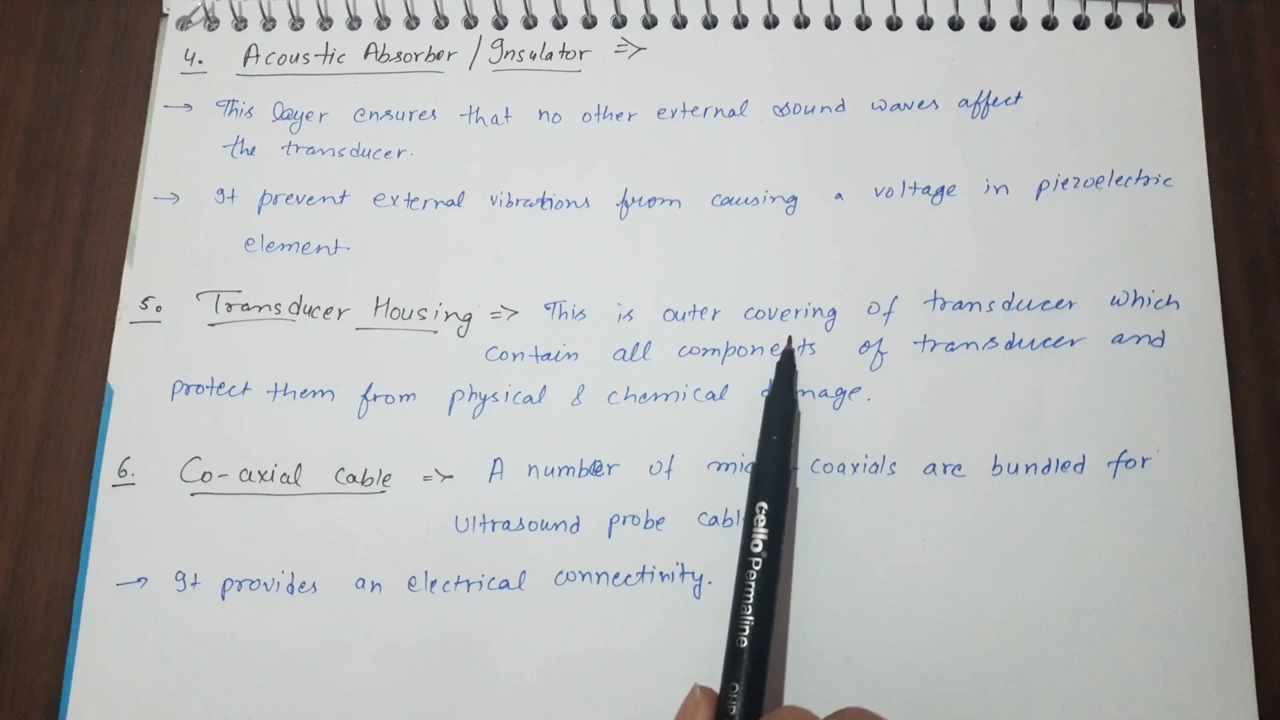 4. Acoustic Absorber / Insulator ⇒
→ This layer ensures that no other external sound waves affect
the transducer.
→ It prevent external vibrations from causing a voltage in piezoelectric
element.
5. Transducer Housing ⇒ This is outer covering of transducer which
contain all components of transducer and
protect them from physical & chemical damage.
6. Co-axial Cable ⇒ A number of coaxials are bundled for
Ultrasound probe
→ It provides an electrical connectivity.
cello Permaline